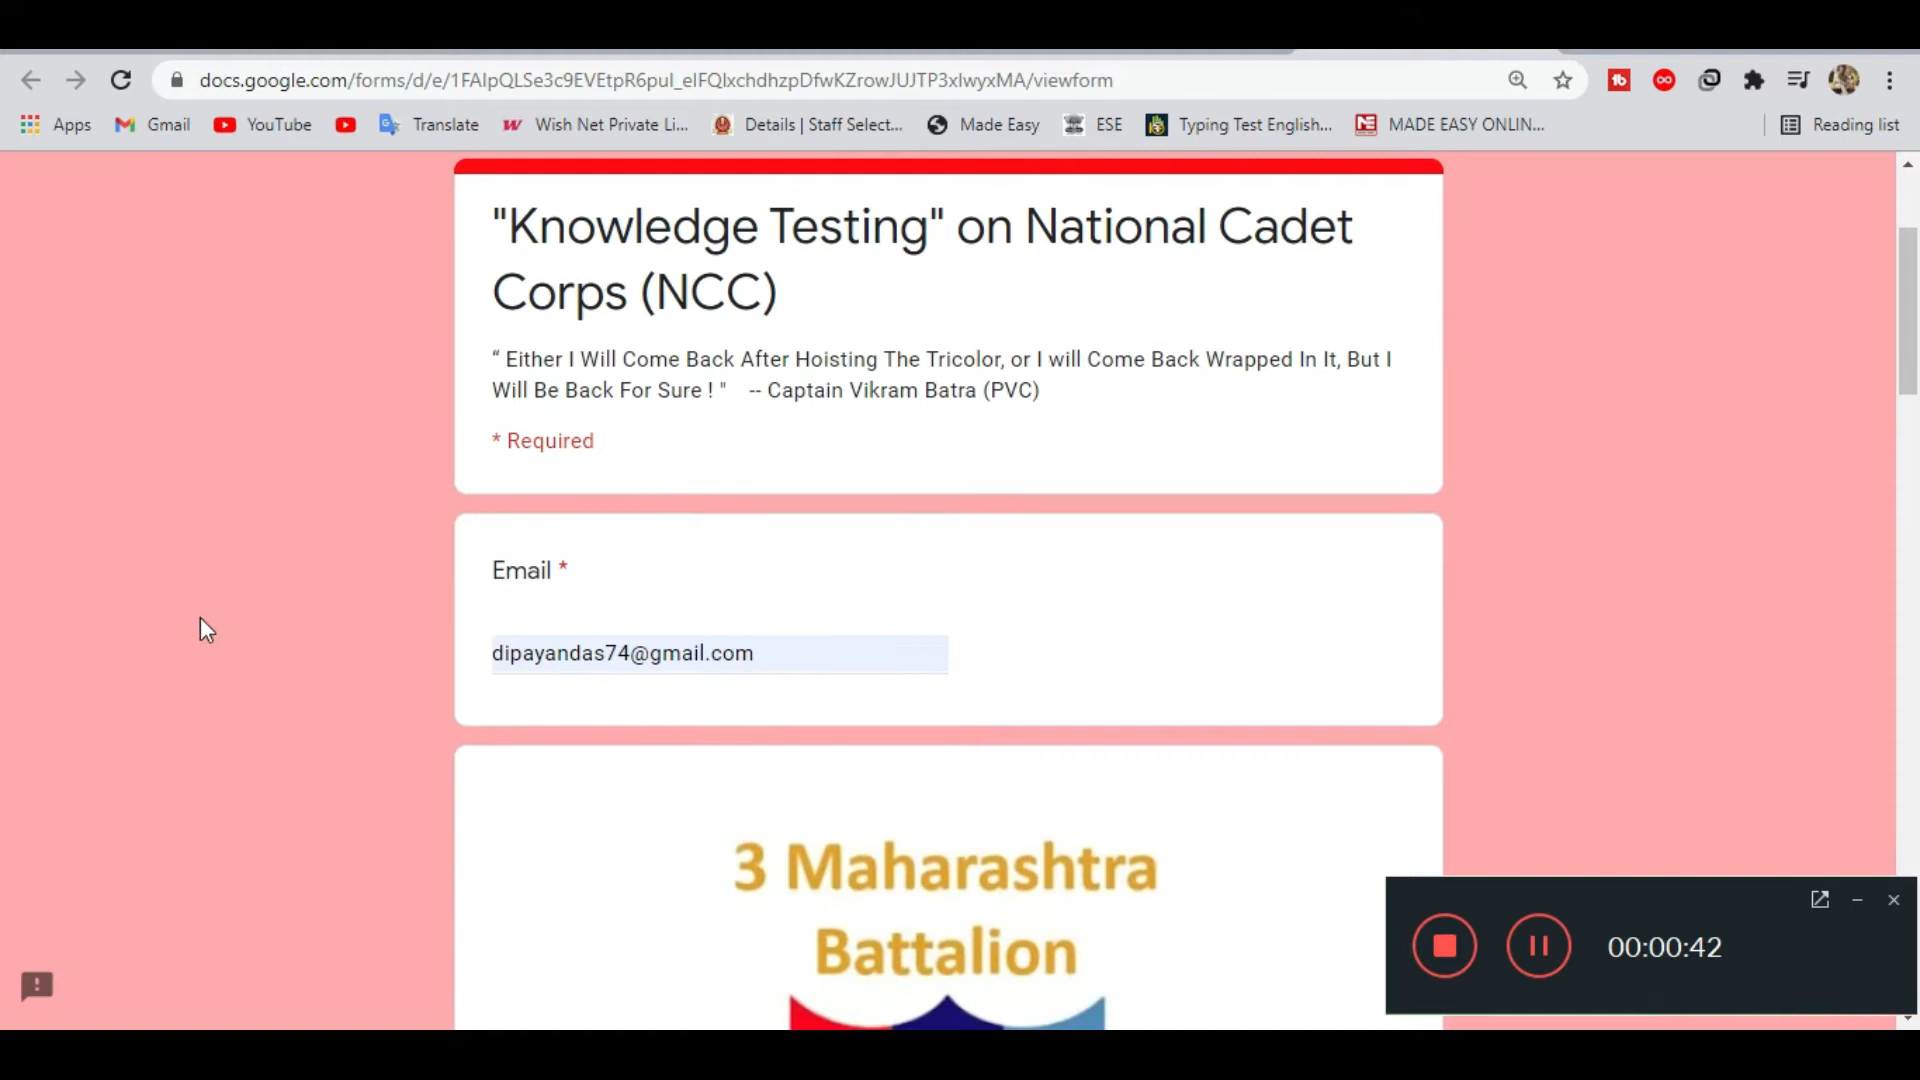 docs.google.com/forms/d/e/1FAIpQLSe3c9EVEtpR6pul_elFQlxchdhzpDfwKZrowJUJTP3xlwyxMA/viewform
Apps Gmail YouTube Translate Wish Net Private Li... Details | Staff Select... Made Easy ESE Typing Test English... MADE EASY ONLIN... Reading list
"Knowledge Testing" on National Cadet
Corps (NCC)
“ Either I Will Come Back After Hoisting The Tricolor, or I will Come Back Wrapped In It, But I
Will Be Back For Sure ! " -- Captain Vikram Batra (PVC)
* Required
Email *
dipayandas74@gmail.com
3 Maharashtra
Battalion
00:00:42